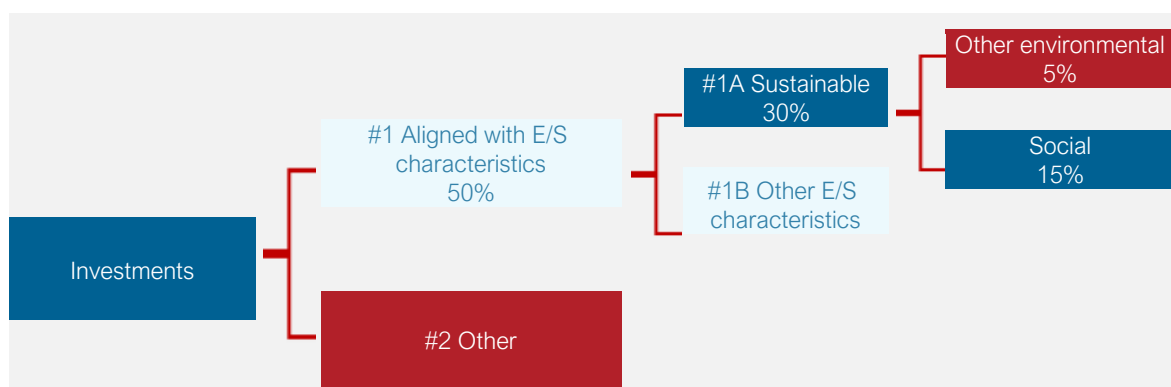 Investments
#1 Aligned with E/S
characteristics
50%
#2 Other
#1A Sustainable
30%
#1B Other E/S
characteristics
Other environmental
5%
Social
15%